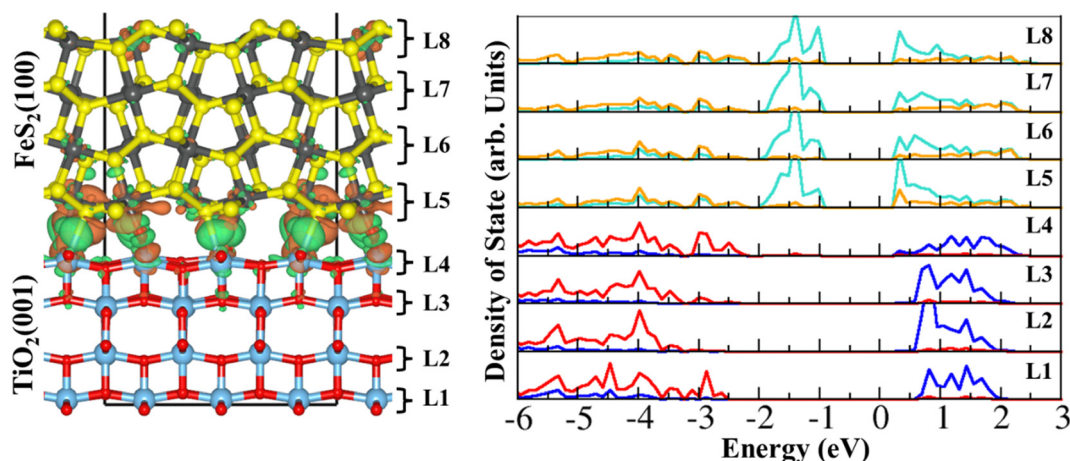 FeS₂(100)
L8
L7
L6
L5
TiO₂(001)
L4
L3
L2
L1
Density of State (arb. Units)
L8
L7
L6
L5
L4
L3
L2
L1
-6 -5 -4 -3 -2 -1 0 1 2 3
Energy (eV)